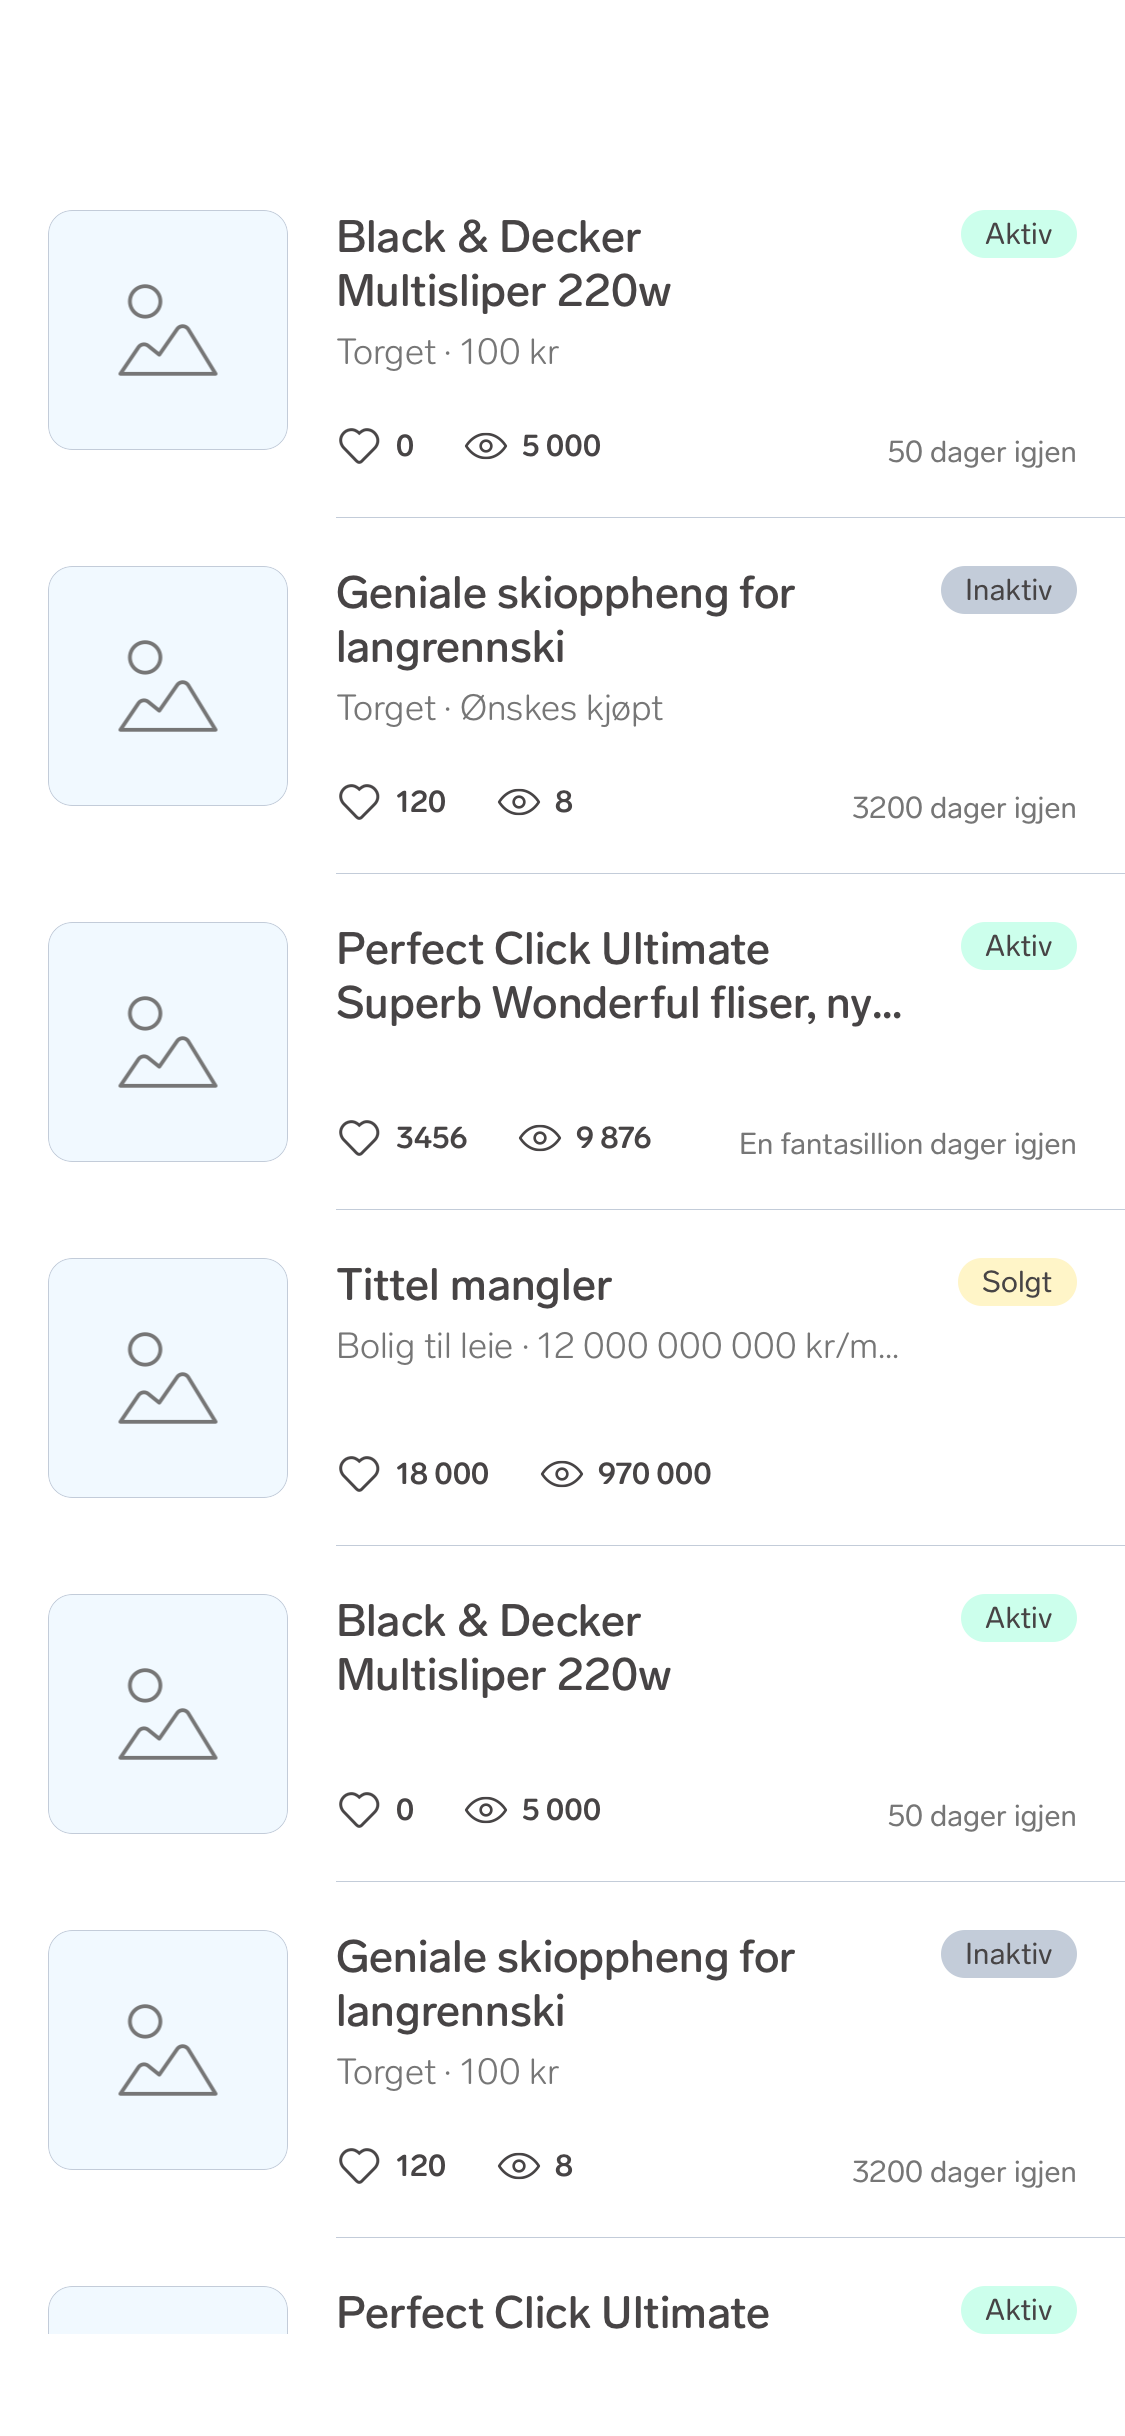 Black & Decker
Multisliper 220w
Aktiv
Torget · 100 kr
0
5 000
50 dager igjen
Geniale skioppheng for
langrennski
Inaktiv
Torget · Ønskes kjøpt
120
8
3200 dager igjen
Perfect Click Ultimate
Superb Wonderful fliser, ny...
Aktiv
3456
9 876
En fantasillion dager igjen
Tittel mangler
Solgt
Bolig til leie · 12 000 000 000 kr/m...
18 000
970 000
Black & Decker
Multisliper 220w
Aktiv
0
5 000
50 dager igjen
Geniale skioppheng for
langrennski
Inaktiv
Torget · 100 kr
120
8
3200 dager igjen
Perfect Click Ultimate
Aktiv